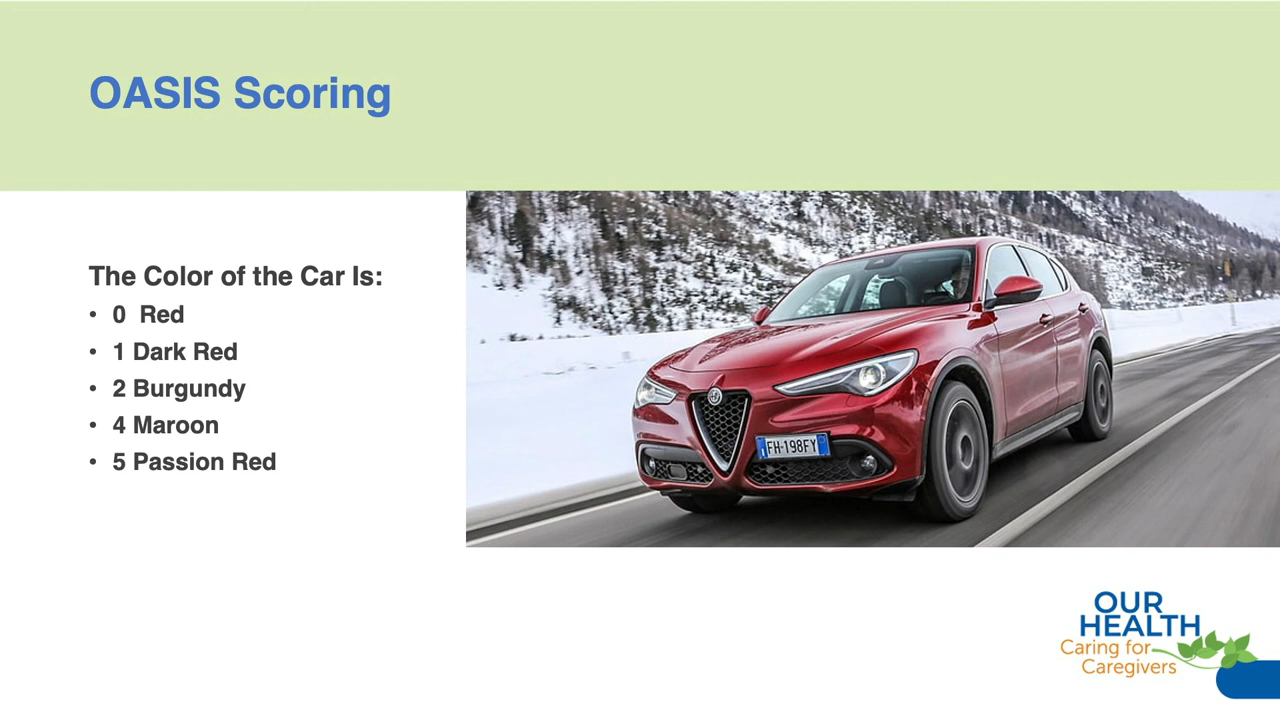 OASIS Scoring
The Color of the Car Is:
• 0  Red
• 1 Dark Red
• 2 Burgundy
• 4 Maroon
• 5 Passion Red
FH·198FY
OUR
HEALTH
Caring for
Caregivers